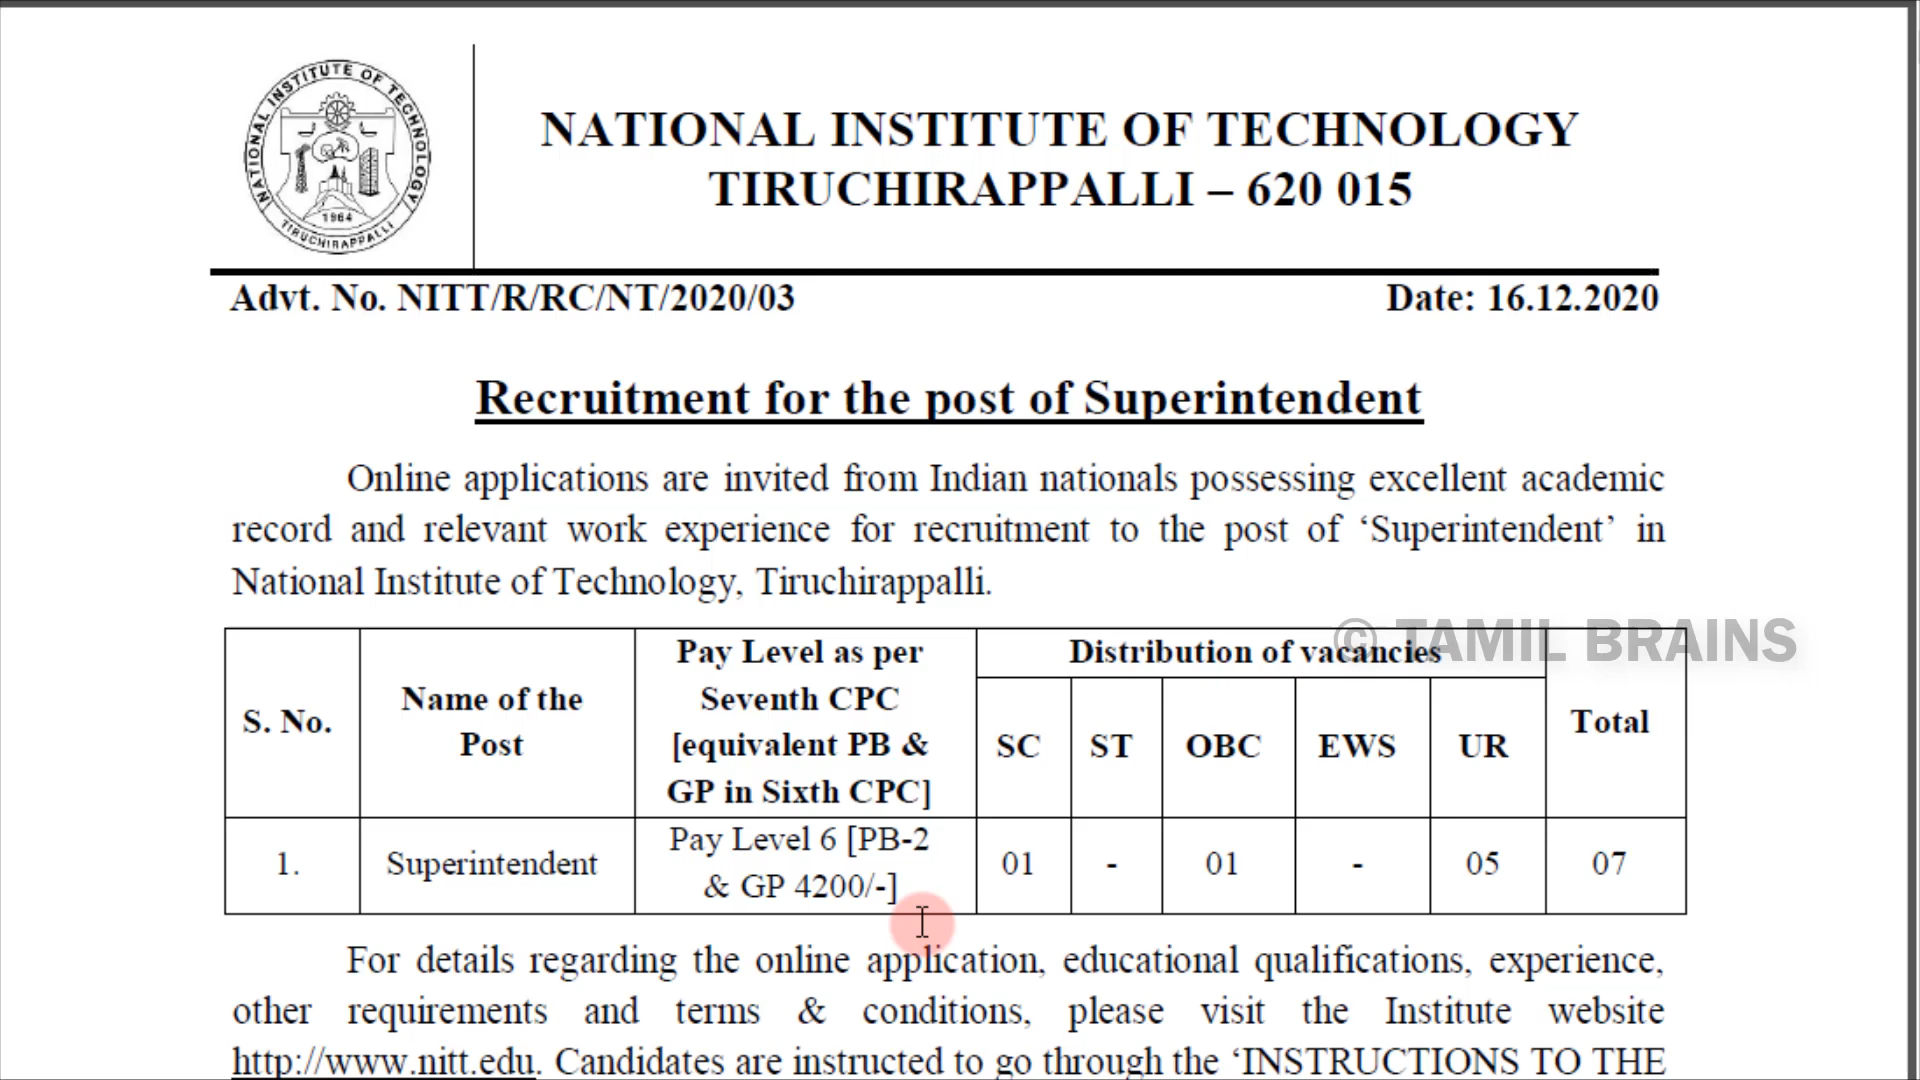 NATIONAL INSTITUTE OF TECHNOLOGY
TIRUCHIRAPPALLI
1964
NATIONAL INSTITUTE OF TECHNOLOGY
TIRUCHIRAPPALLI – 620 015
Advt. No. NITT/R/RC/NT/2020/03 Date: 16.12.2020
Recruitment for the post of Superintendent
Online applications are invited from Indian nationals possessing excellent academic
record and relevant work experience for recruitment to the post of ‘Superintendent’ in
National Institute of Technology, Tiruchirappalli.
© TAMIL BRAINS
S. No.
Name of the
Post
Pay Level as per
Seventh CPC
[equivalent PB &
GP in Sixth CPC]
Distribution of vacancies
SC ST OBC EWS UR
Total
1. Superintendent
Pay Level 6 [PB-2
& GP 4200/-]
01 - 01 - 05 07
For details regarding the online application, educational qualifications, experience,
other requirements and terms & conditions, please visit the Institute website
http://www.nitt.edu. Candidates are instructed to go through the ‘INSTRUCTIONS TO THE